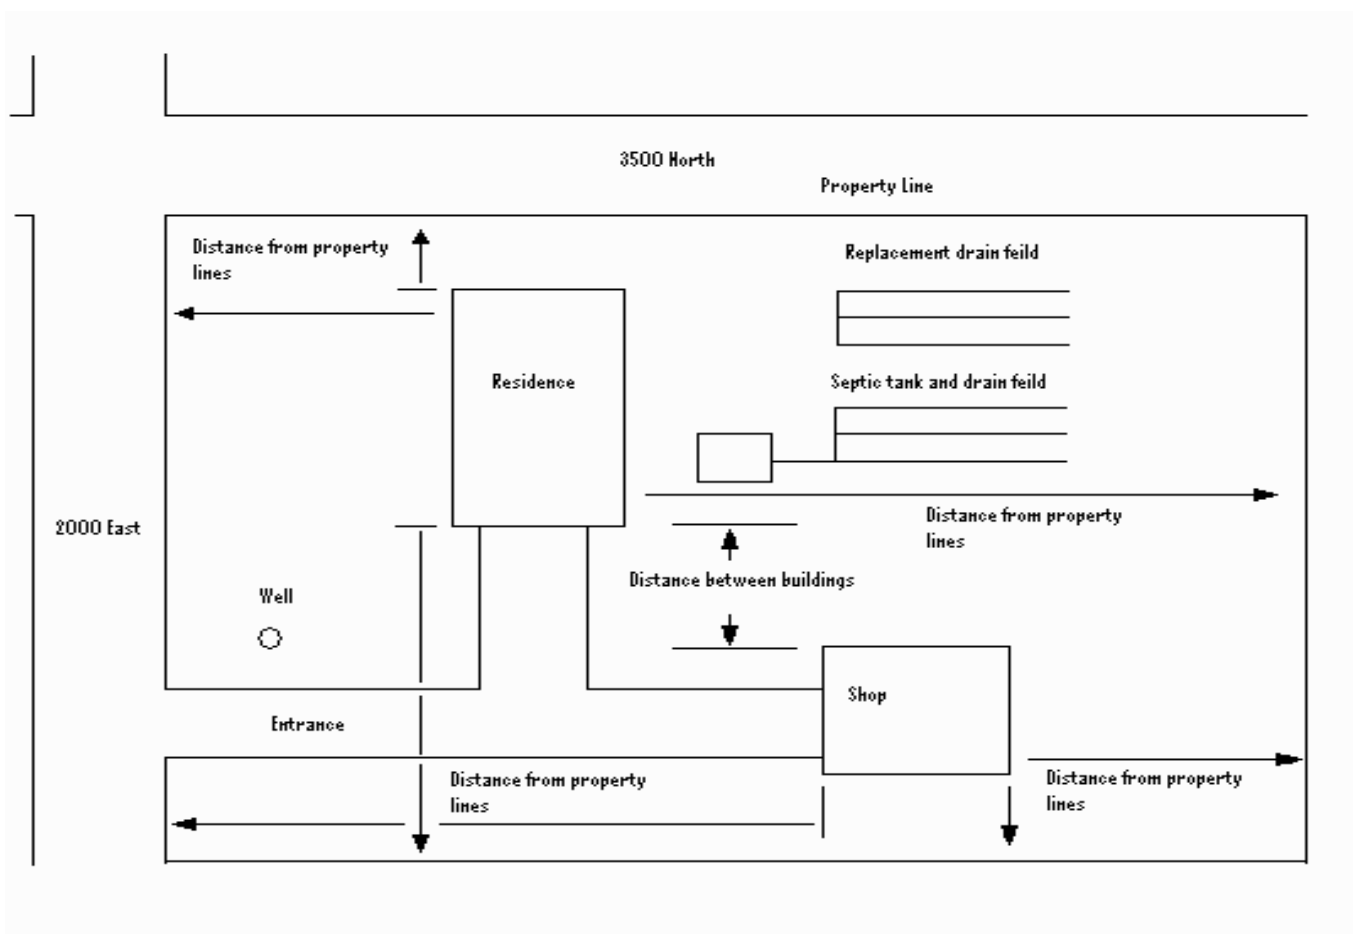 3500 North
Property Line
Distance from property
lines
Replacement drain feild
Residence
Septic tank and drain feild
Distance from property
lines
2000 East
Distance between buildings
Well
Shop
Entrance
Distance from property
lines
Distance from property
lines